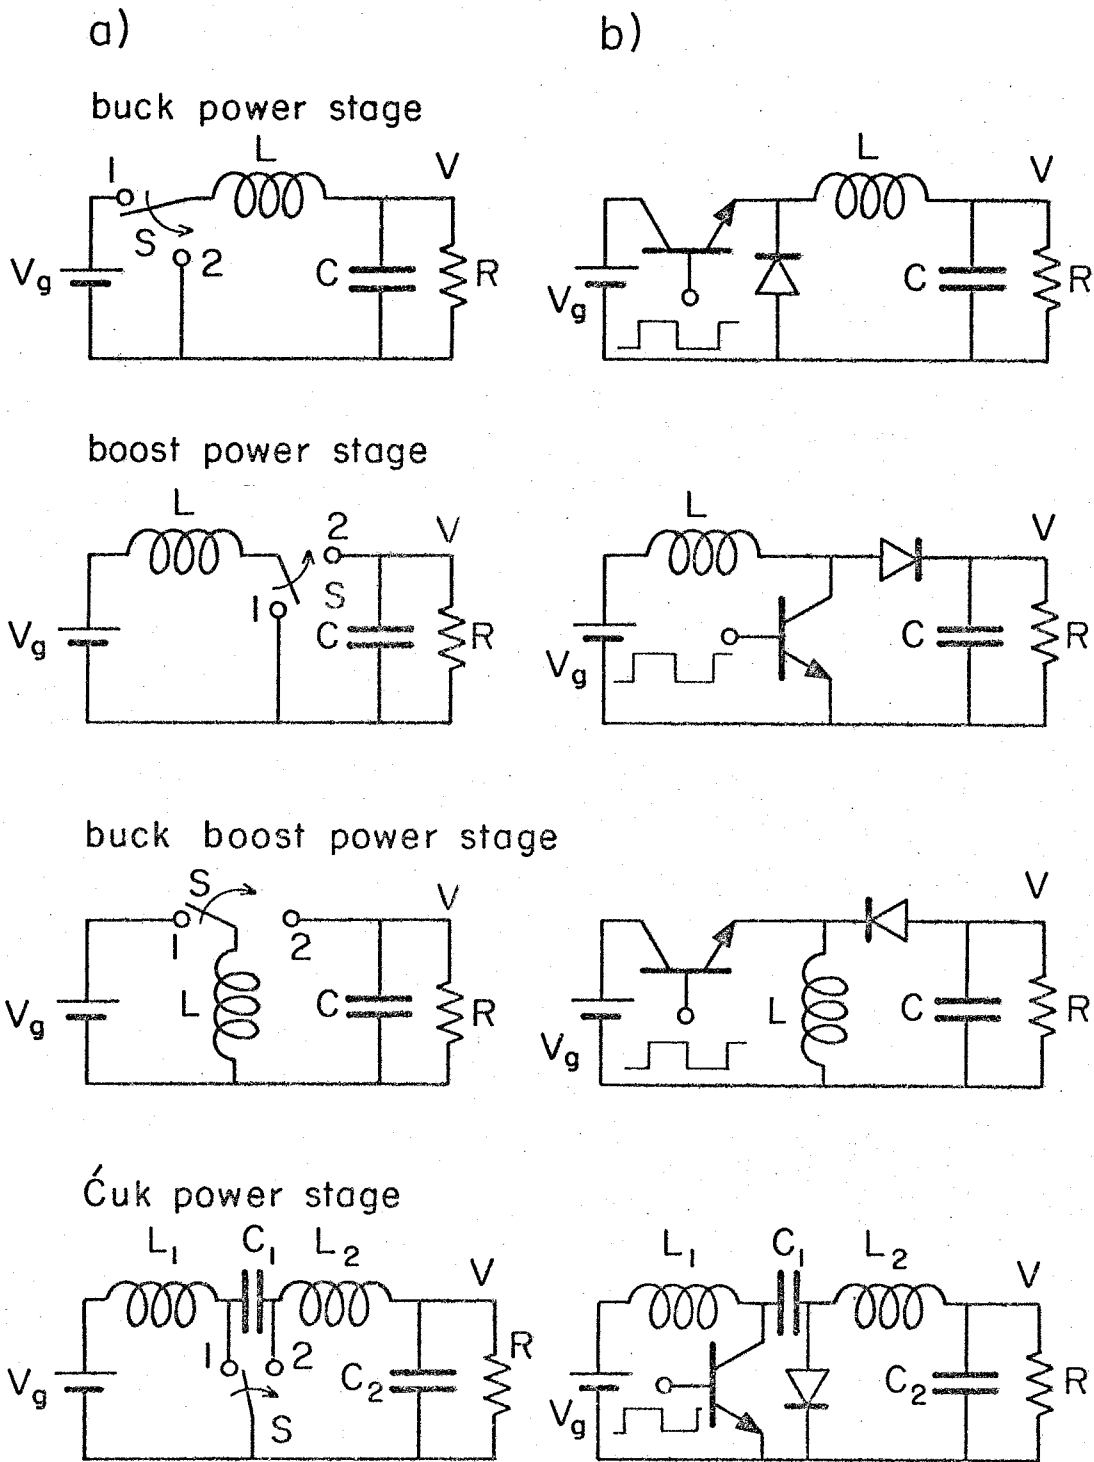 a) b)
buck power stage
1 L V
S 2
Vg C R
L V
Vg C R
boost power stage
L 2 V
1 S
Vg C R
L V
Vg C R
buck boost power stage
S V
1 2
Vg L C R
V
Vg L C R
Ćuk power stage
L1 C1 L2 V
1 2 R
Vg C2
S
L1 C1 L2 V
Vg C2 R